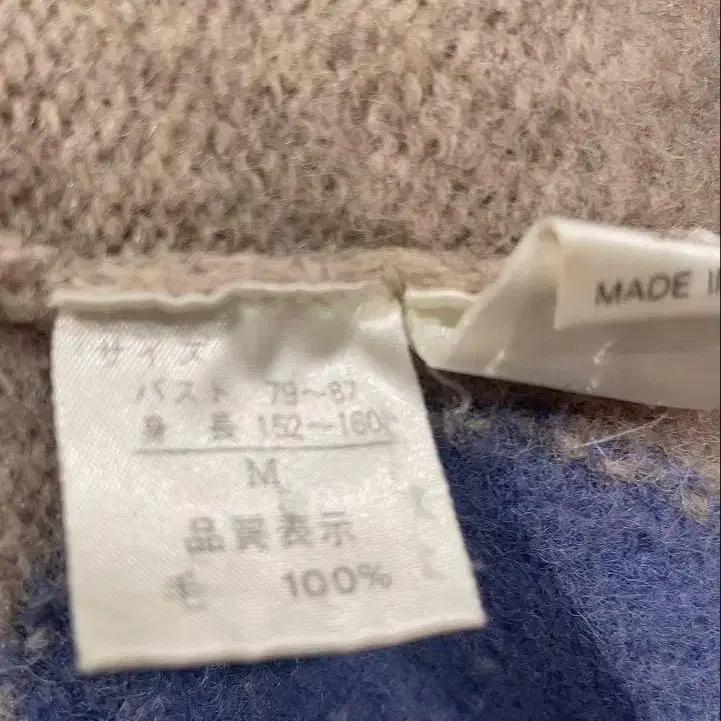 サイズ
バスト 79〜87
身 長 152〜160
M
品質表示
毛 100%
MADE I